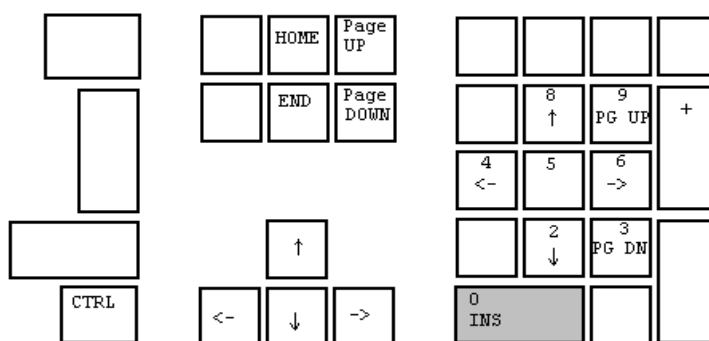 HOME
Page
UP
END
Page
DOWN
8
↑
9
PG UP
+
4
<-
5
6
->
↑
2
↓
3
PG DN
CTRL
<-
↓
->
0
INS